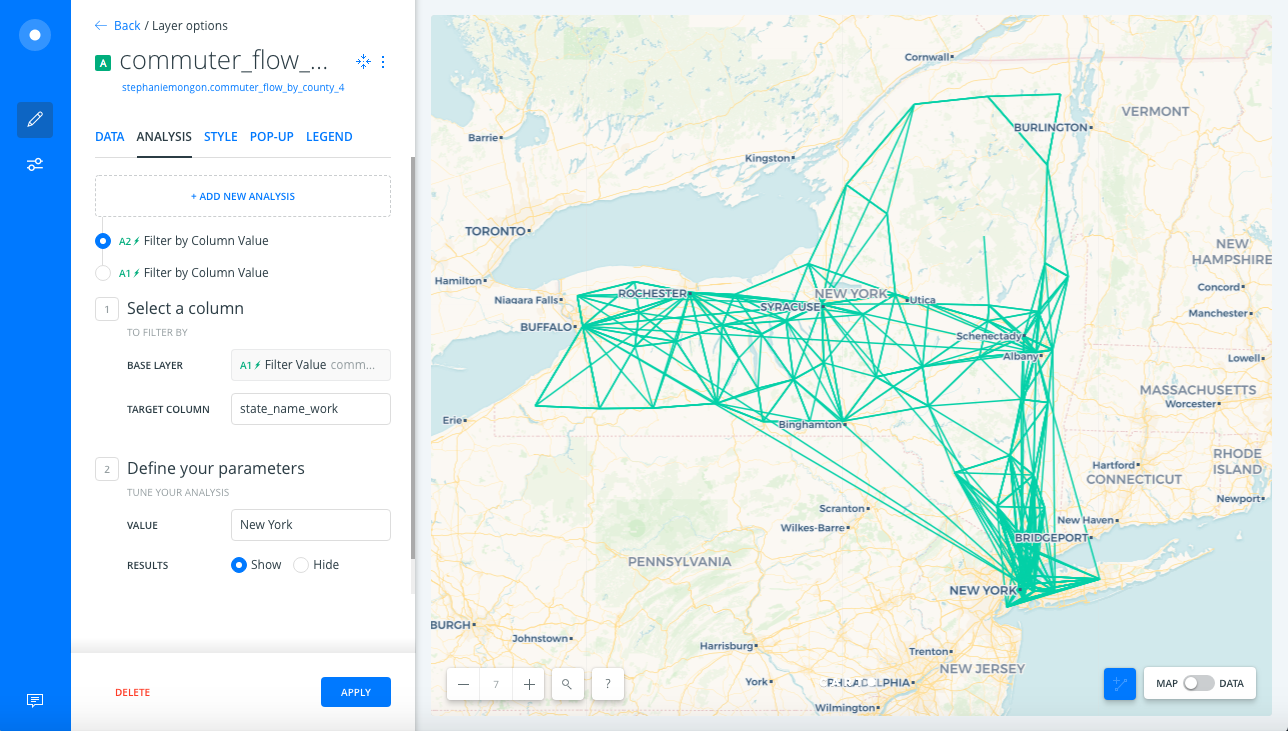 ← Back / Layer options
A commuter_flow_...
stephaniemongon.commuter_flow_by_county_4
DATA ANALYSIS STYLE POP-UP LEGEND
+ ADD NEW ANALYSIS
A2 Filter by Column Value
A1 Filter by Column Value
1 Select a column
TO FILTER BY
BASE LAYER A1 Filter Value comm...
TARGET COLUMN state_name_work
2 Define your parameters
TUNE YOUR ANALYSIS
VALUE New York
RESULTS Show Hide
DELETE APPLY
Cornwall
VERMONT
BURLINGTON
Barrie
Kingston
TORONTO
NEW
HAMPSHIRE
Hamilton
Concord
Niagara Falls
ROCHESTER
NEW YORK
Utica
SYRACUSE
Manchester
BUFFALO
Schenectady
Albany
Lowell
MASSACHUSETTS
Worcester
Erie
Binghamton
RHODE
ISLAND
Hartford
CONNECTICUT
Newport
Scranton
New Haven
Wilkes-Barre
BRIDGEPORT
PENNSYLVANIA
NEW YORK
BURGH
Johnstown
Harrisburg
Trenton
NEW JERSEY
York
PHILADELPHIA
Wilmington
− 7 + ?
MAP DATA